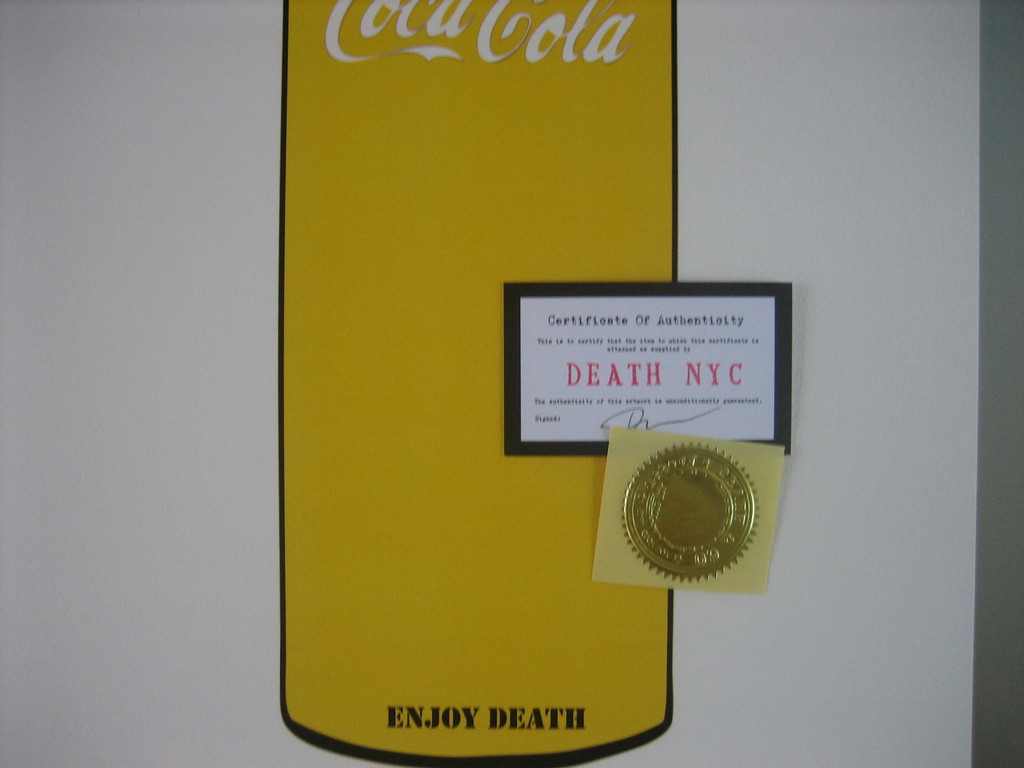 Coca Cola
Certificate Of Authenticity
This is to certify that the item to which this certificate is
attached is supplied by
DEATH NYC
The authenticity of this artwork is unconditionally guaranteed.
Signed:
ENJOY DEATH